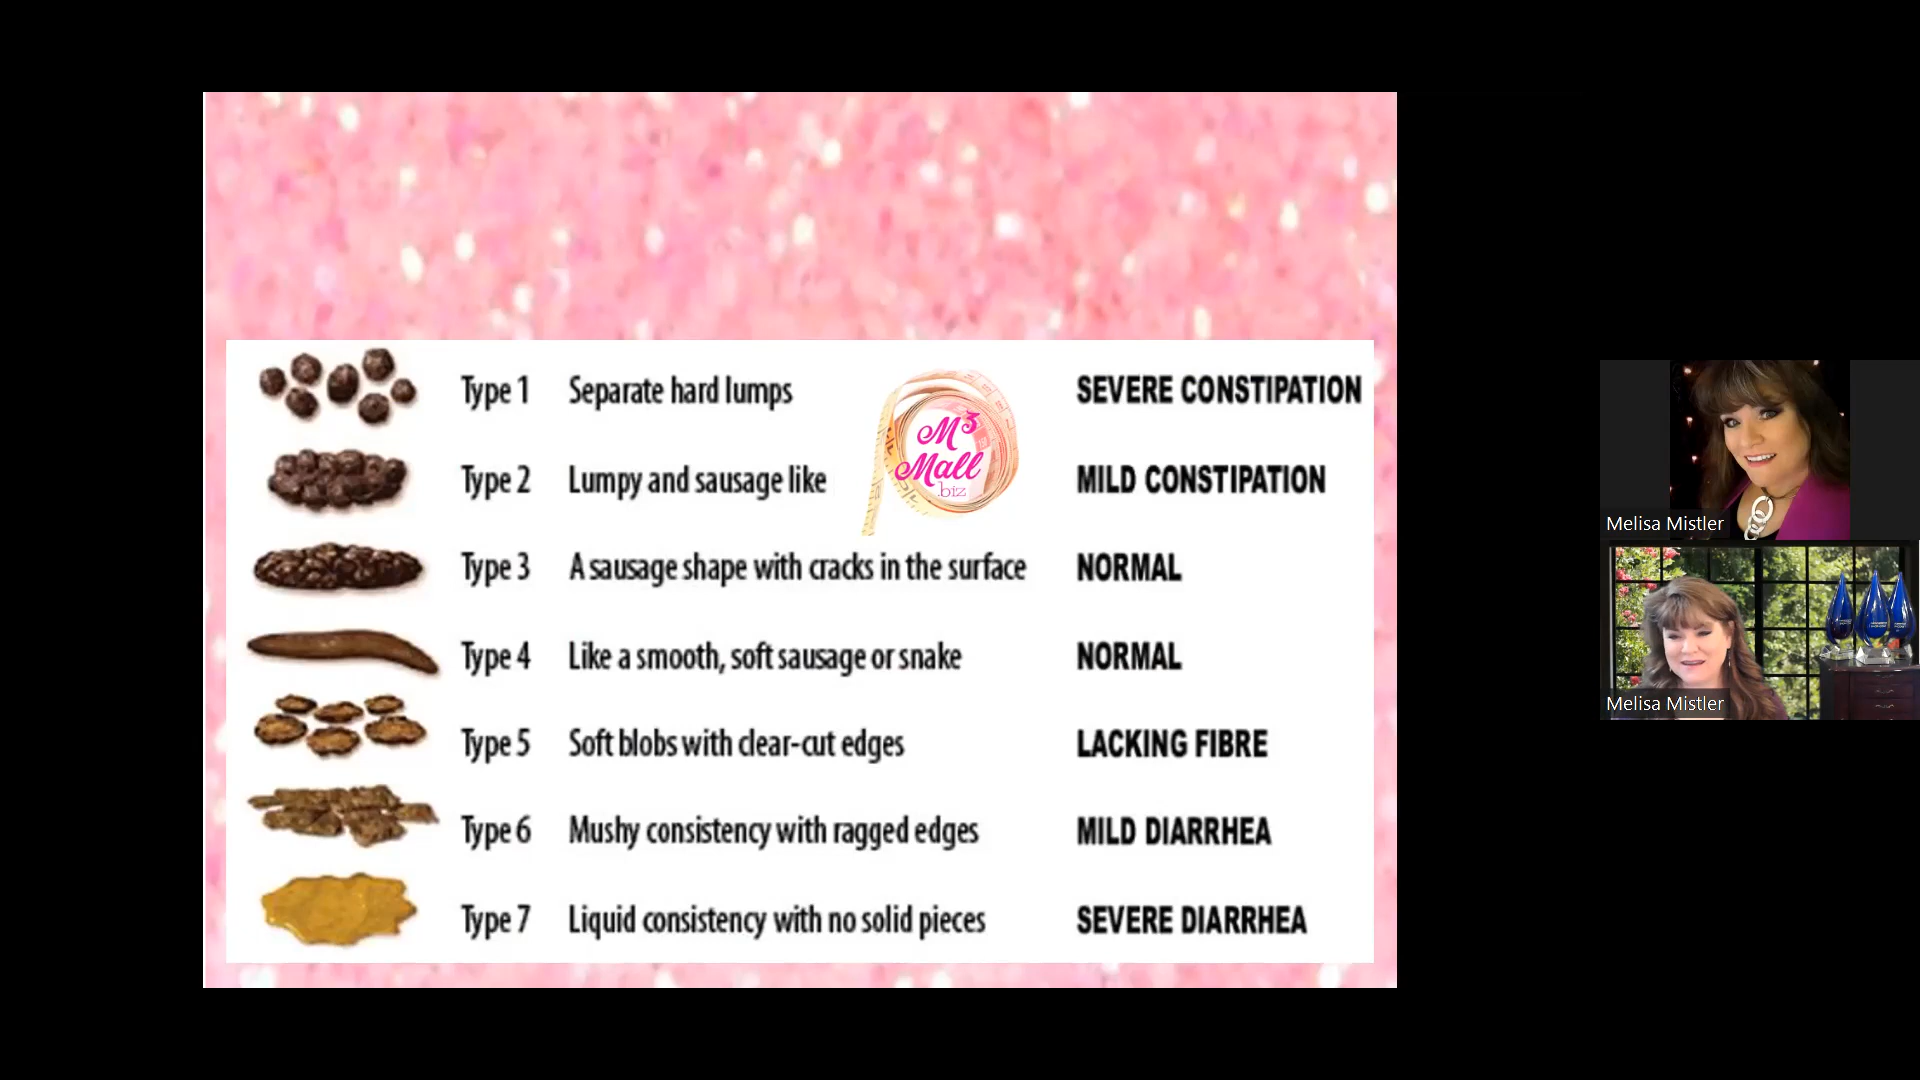 Type 1 Separate hard lumps SEVERE CONSTIPATION
M3
Mall
.biz
Type 2 Lumpy and sausage like MILD CONSTIPATION
Type 3 A sausage shape with cracks in the surface NORMAL
Type 4 Like a smooth, soft sausage or snake NORMAL
Type 5 Soft blobs with clear-cut edges LACKING FIBRE
Type 6 Mushy consistency with ragged edges MILD DIARRHEA
Type 7 Liquid consistency with no solid pieces SEVERE DIARRHEA
Melisa Mistler
Melisa Mistler